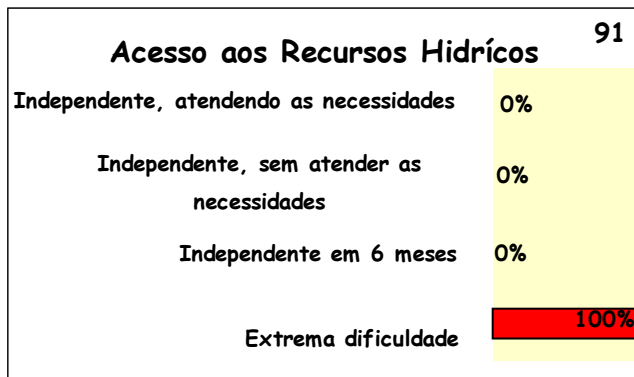 91
Acesso aos Recursos Hidrícos
Independente, atendendo as necessidades 0%
Independente, sem atender as
necessidades 0%
Independente em 6 meses 0%
Extrema dificuldade 100%